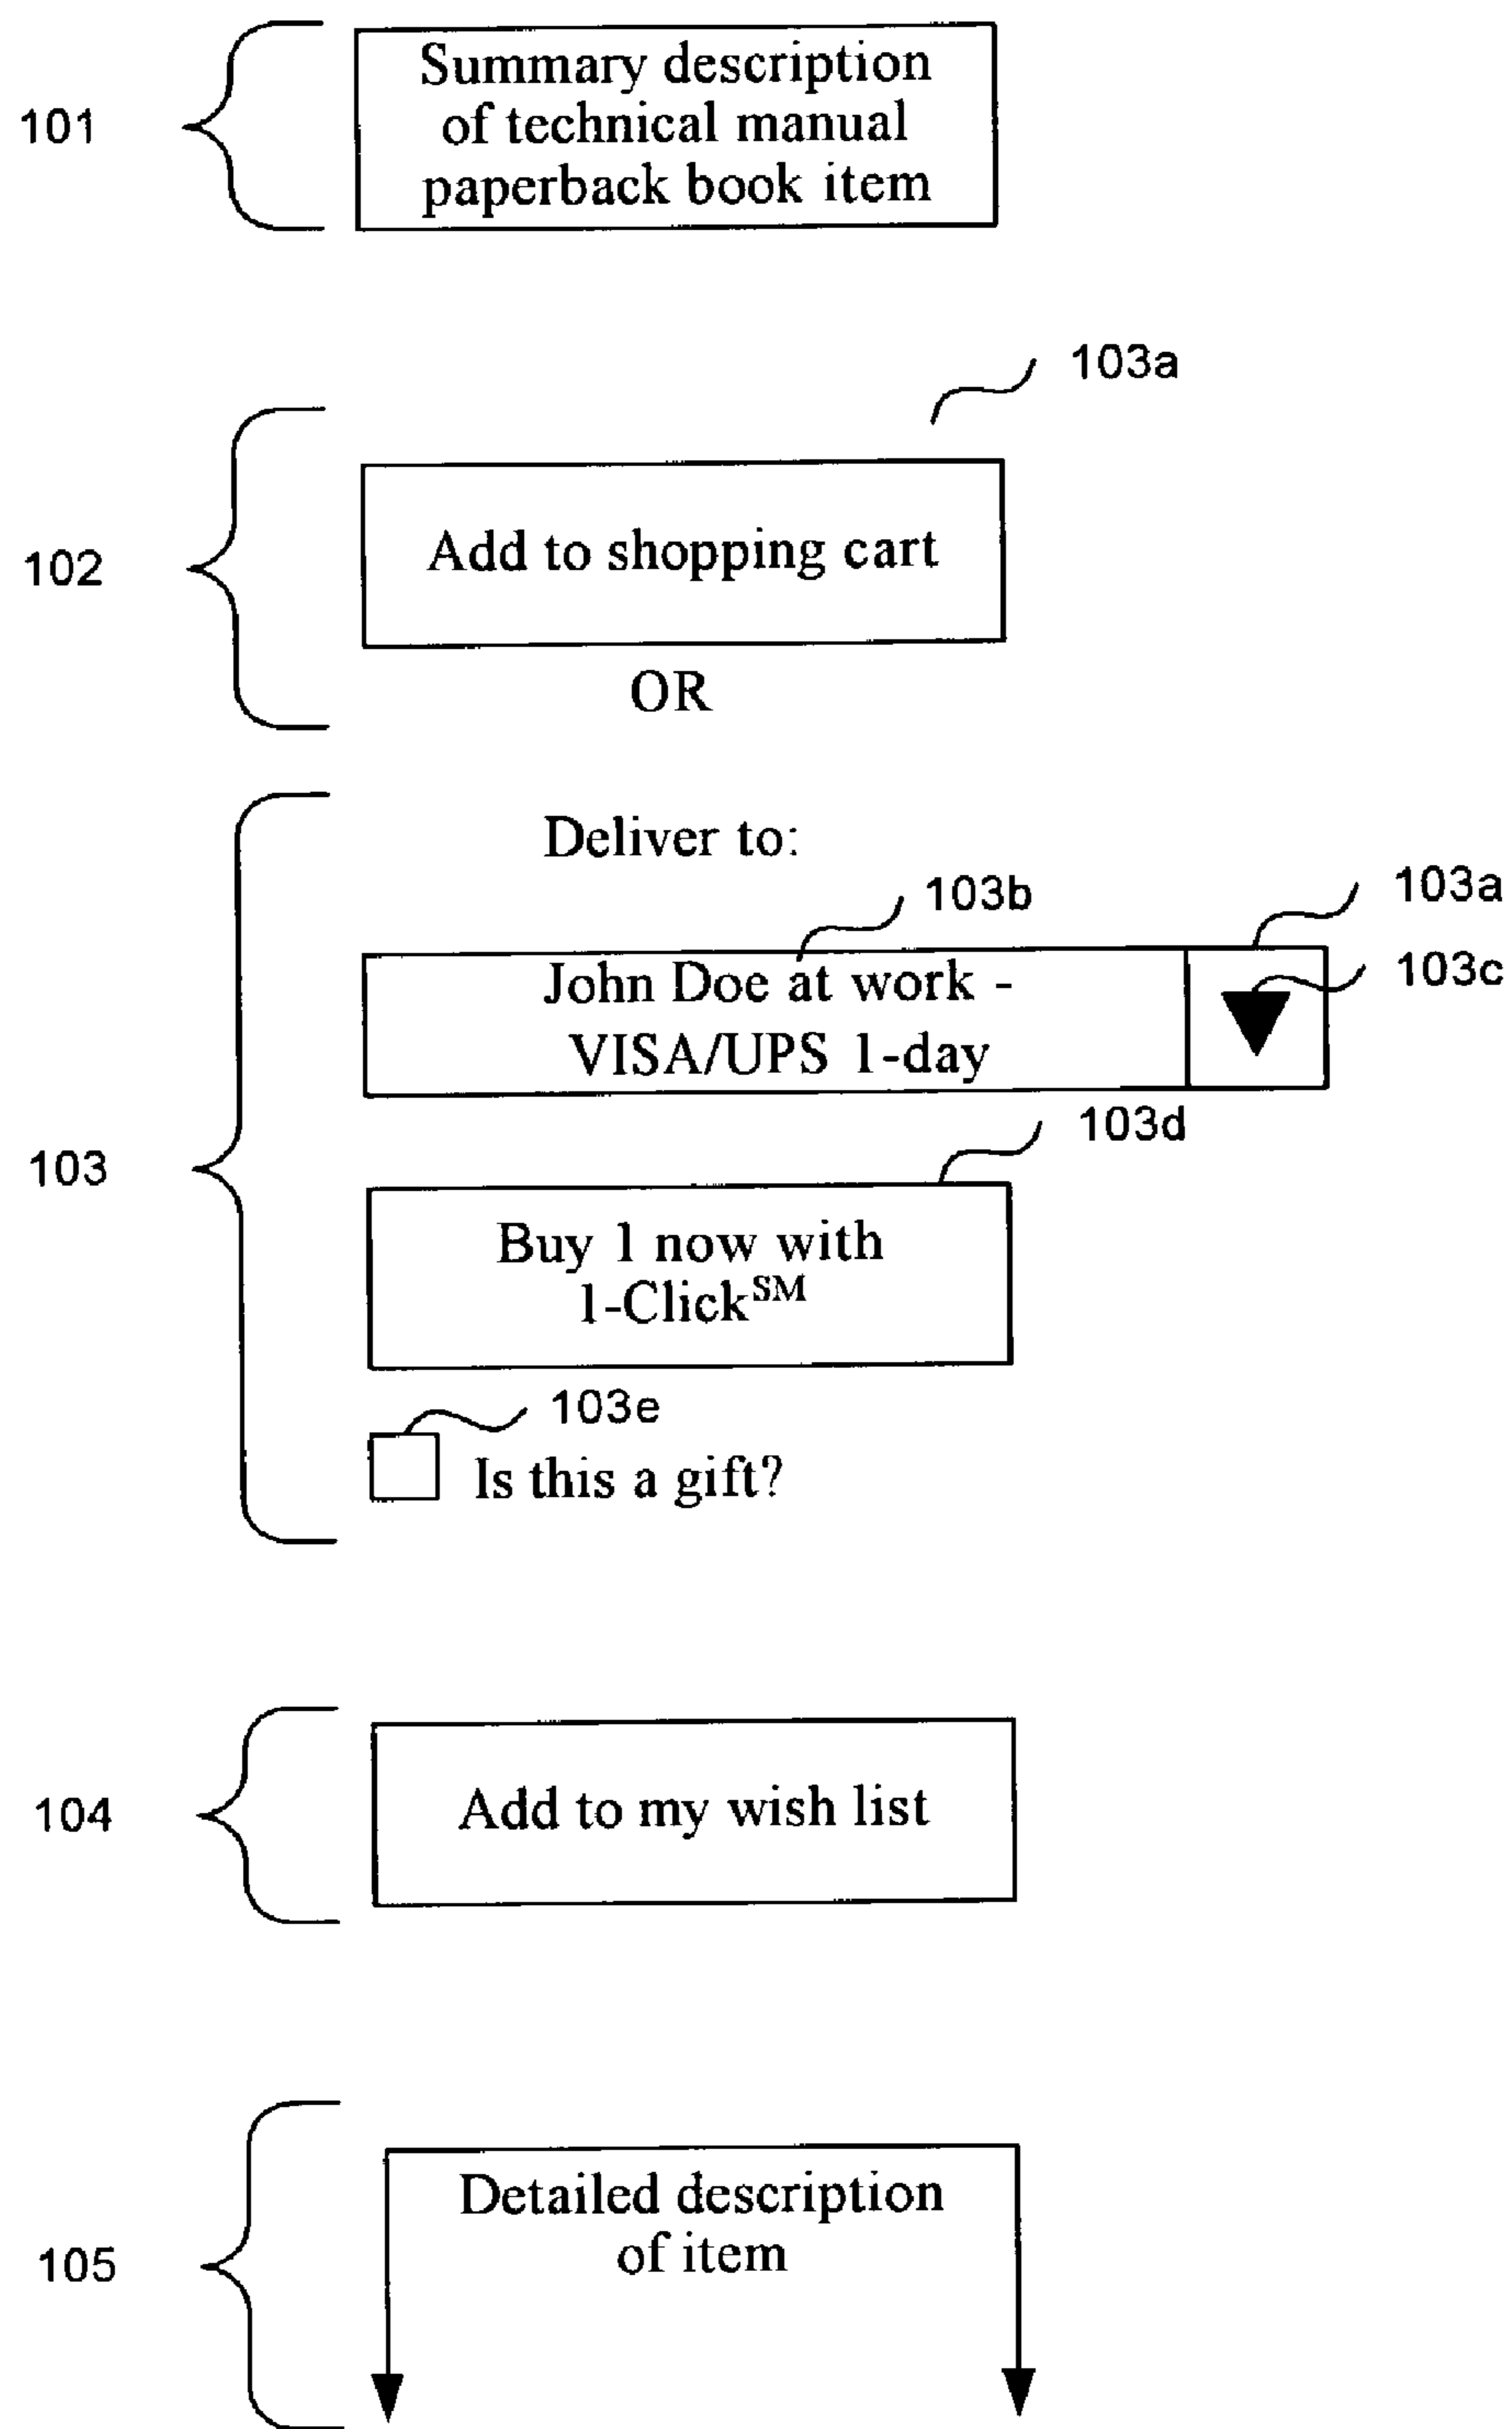 101
Summary description
of technical manual
paperback book item
103a
102
Add to shopping cart
OR
103
Deliver to:
103b
103a
John Doe at work -
VISA/UPS 1-day
103c
103d
Buy 1 now with
1-Click℠
103e
Is this a gift?
104
Add to my wish list
105
Detailed description
of item